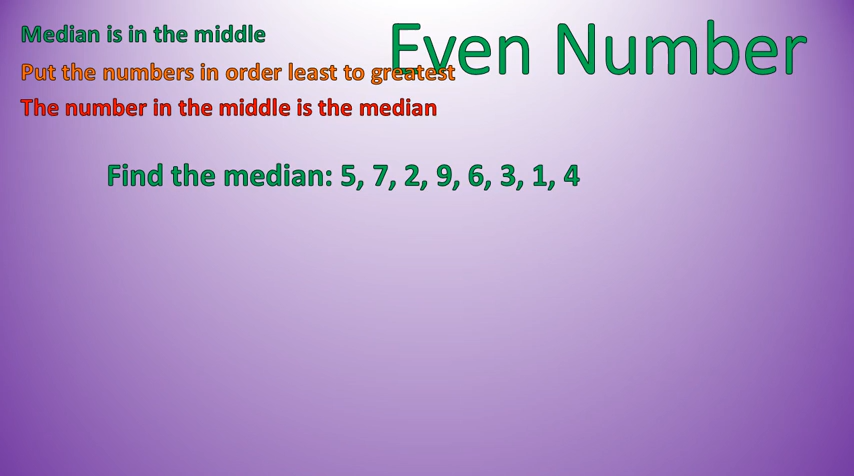 Even Number
Median is in the middle
Put the numbers in order least to greatest
The number in the middle is the median
Find the median: 5, 7, 2, 9, 6, 3, 1, 4